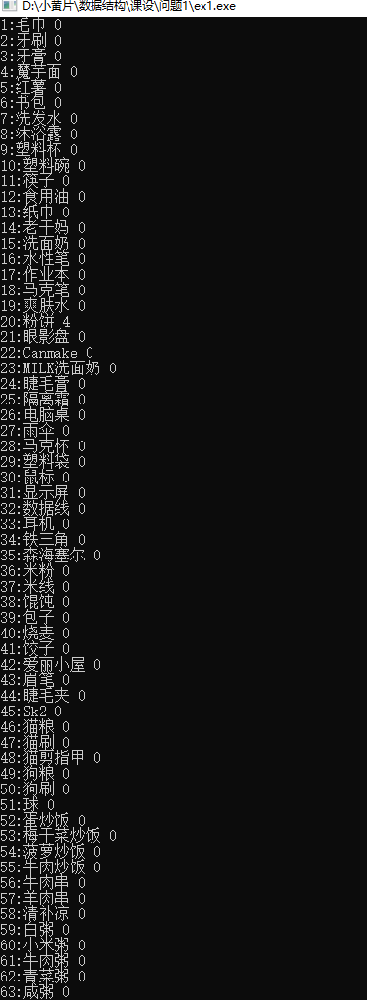 D:\小黄片\数据结构\课设\问题1\ex1.exe
1:毛巾 0
2:牙刷 0
3:牙膏 0
4:魔芋面 0
5:红薯 0
6:书包 0
7:洗发水 0
8:沐浴露 0
9:塑料杯 0
10:塑料碗 0
11:筷子 0
12:食用油 0
13:纸巾 0
14:老干妈 0
15:洗面奶 0
16:水性笔 0
17:作业本 0
18:马克笔 0
19:爽肤水 0
20:粉饼 4
21:眼影盘 0
22:Canmake 0
23:MILK洗面奶 0
24:睫毛膏 0
25:隔离霜 0
26:电脑桌 0
27:雨伞 0
28:马克杯 0
29:塑料袋 0
30:鼠标 0
31:显示屏 0
32:数据线 0
33:耳机 0
34:铁三角 0
35:森海塞尔 0
36:米粉 0
37:米线 0
38:馄饨 0
39:包子 0
40:烧麦 0
41:饺子 0
42:爱丽小屋 0
43:眉笔 0
44:睫毛夹 0
45:Sk2 0
46:猫粮 0
47:猫刷 0
48:猫剪指甲 0
49:狗粮 0
50:狗刷 0
51:球 0
52:蛋炒饭 0
53:梅干菜炒饭 0
54:菠萝炒饭 0
55:牛肉炒饭 0
56:牛肉串 0
57:羊肉串 0
58:清补凉 0
59:白粥 0
60:小米粥 0
61:牛肉粥 0
62:青菜粥 0
63:咸粥 0